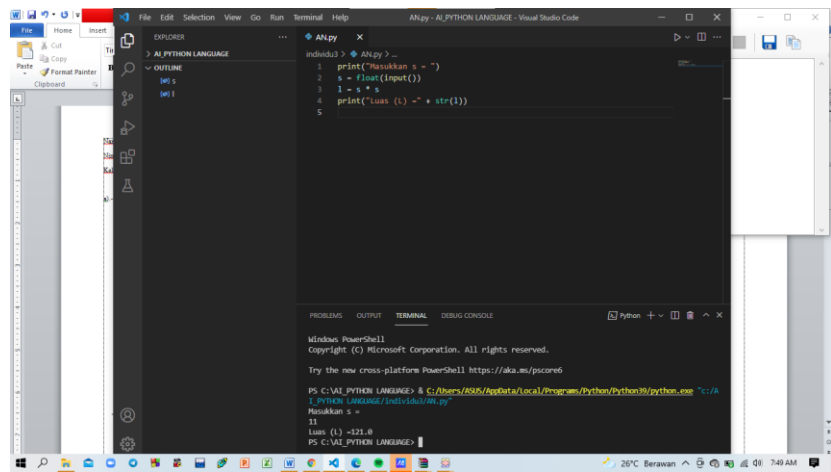 File Edit Selection View Go Run Terminal Help
AN.py - AI_PYTHON LANGUAGE - Visual Studio Code
File Home Insert
Cut
Copy
Paste
Format Painter
Clipboard
EXPLORER
AI_PYTHON LANGUAGE
OUTLINE
s
l
AN.py
individu3 > AN.py > ...
1 print("Masukkan s = ")
2 s = float(input())
3 l = s * s
4 print("Luas (L) =" + str(l))
5
PROBLEMS OUTPUT TERMINAL DEBUG CONSOLE
Python
Windows PowerShell
Copyright (C) Microsoft Corporation. All rights reserved.
Try the new cross-platform PowerShell https://aka.ms/pscore6
PS C:\AI_PYTHON LANGUAGE> & C:/Users/ASUS/AppData/Local/Programs/Python/Python39/python.exe "c:/A
I_PYTHON LANGUAGE/individu3/AN.py"
Masukkan s =
11
Luas (L) =121.0
PS C:\AI_PYTHON LANGUAGE>
26°C Berawan
7:49 AM